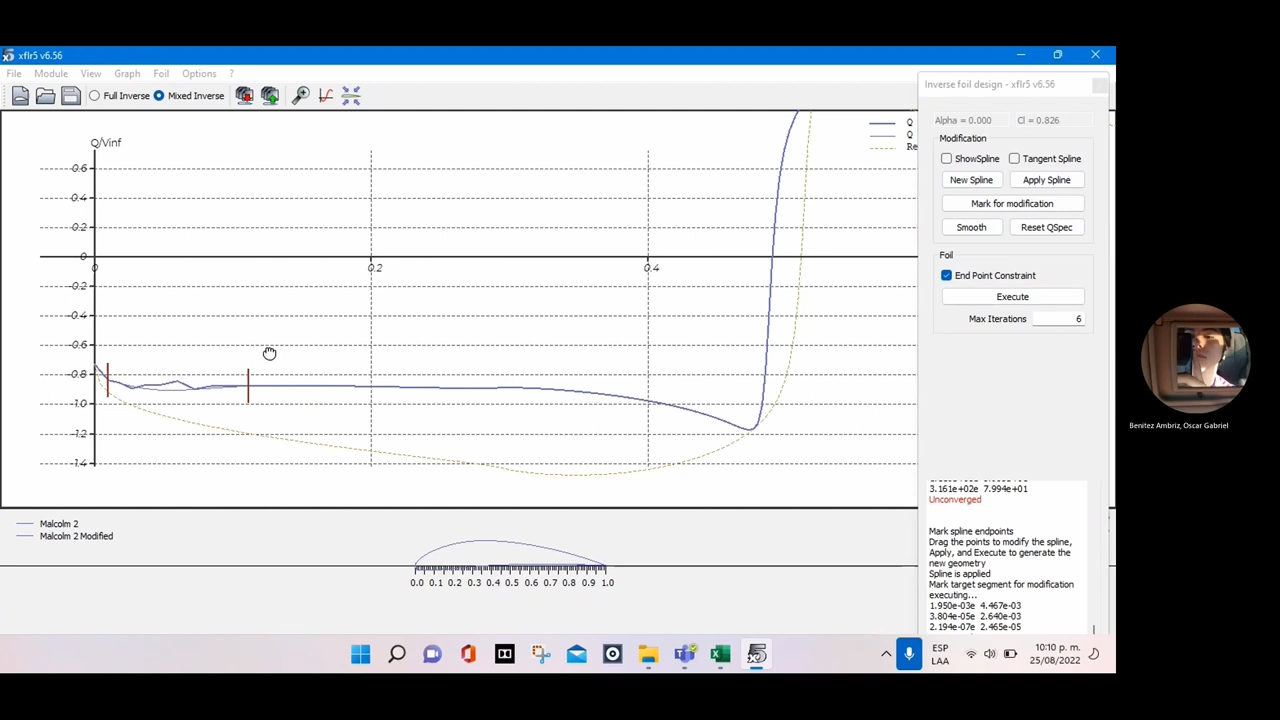 xflr5 v6.56
File Module View Graph Foil Options ?
Full Inverse Mixed Inverse
Inverse foil design - xflr5 v6.56
Alpha = 0.000 Cl = 0.826
Modification
ShowSpline Tangent Spline
New Spline Apply Spline
Mark for modification
Smooth Reset QSpec
Foil
End Point Constraint
Execute
Max Iterations 6
Q/Vinf
Q
Q
Re
-0.6
-0.4
-0.2
0
-0.2
-0.4
-0.6
-0.8
-1.0
-1.2
-1.4
0 0.2 0.4
3.161e+02e 7.994e+01
Unconverged
Mark spline endpoints
Drag the points to modify the spline,
Apply, and Execute to generate the
new geometry
Spline is applied
Mark target segment for modification
executing...
1.950e-03e 4.467e-03
3.804e-05e 2.640e-03
2.194e-07e 2.465e-05
Malcolm 2
Malcolm 2 Modified
0.0 0.1 0.2 0.3 0.4 0.5 0.6 0.7 0.8 0.9 1.0
ESP
LAA
10:10 p. m.
25/08/2022
Benitez Ambriz, Oscar Gabriel